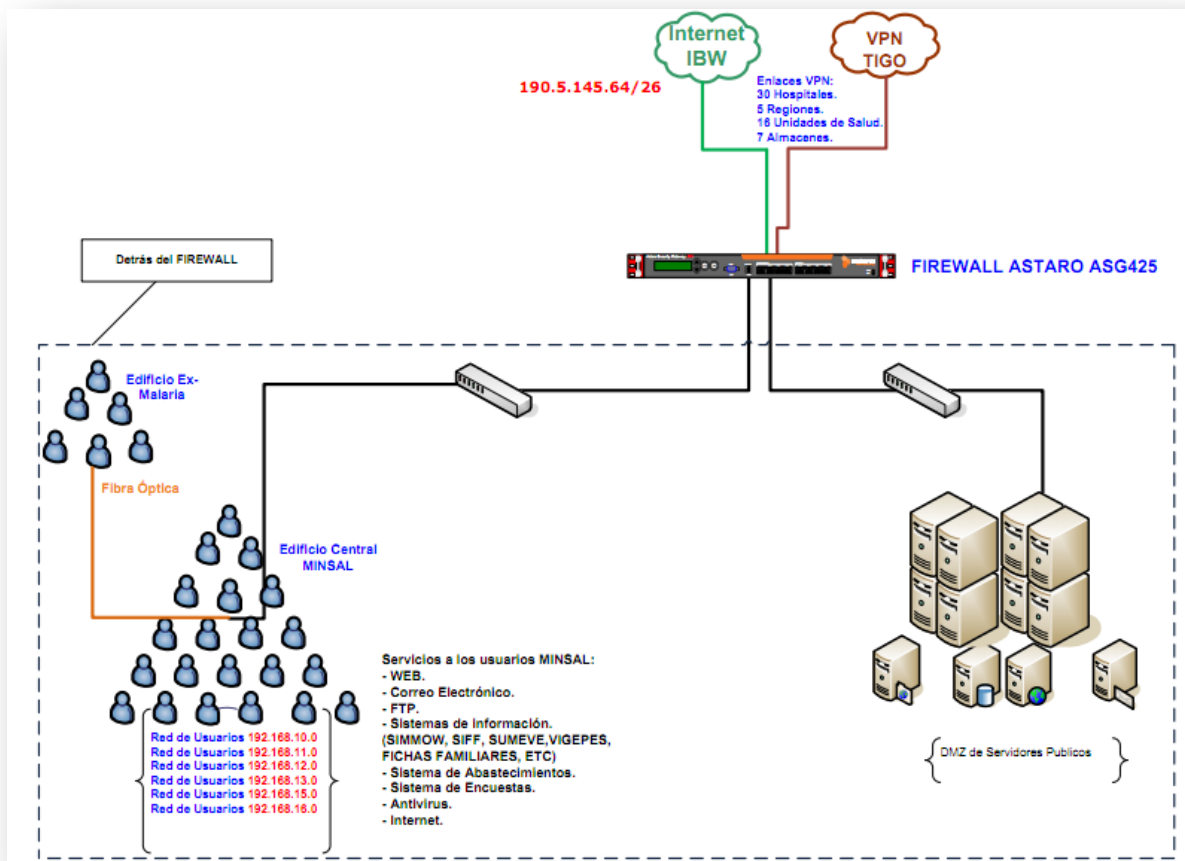 Internet
IBW
VPN
TIGO
190.5.145.64/26
Enlaces VPN:
30 Hospitales.
5 Regiones.
16 Unidades de Salud.
7 Almacenes.
Detrás del FIREWALL
FIREWALL ASTARO ASG425
Edificio Ex-
Malaria
Fibra Óptica
Edificio Central
MINSAL
Servicios a los usuarios MINSAL:
- WEB.
- Correo Electrónico.
- FTP.
- Sistemas de información.
(SIMMOW, SIFF, SUMEVE,VIGEPES,
FICHAS FAMILIARES, ETC)
- Sistema de Abastecimientos.
- Sistema de Encuestas.
- Antivirus.
- Internet.
Red de Usuarios 192.168.10.0
Red de Usuarios 192.168.11.0
Red de Usuarios 192.168.12.0
Red de Usuarios 192.168.13.0
Red de Usuarios 192.168.15.0
Red de Usuarios 192.168.16.0
DMZ de Servidores Publicos